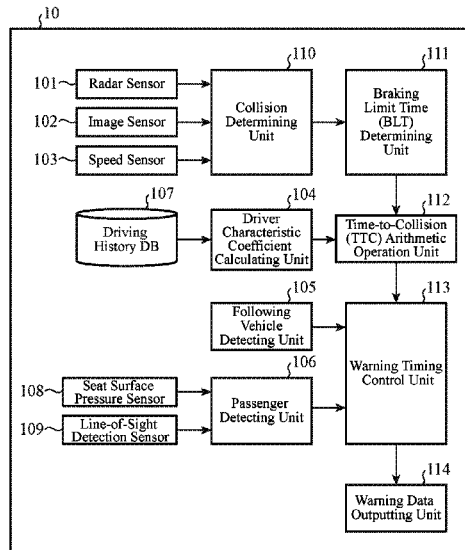 10
110
111
101
Radar Sensor
102
Image Sensor
103
Speed Sensor
Collision
Determining
Unit
Braking
Limit Time
(BLT)
Determining
Unit
107
104
112
Driving
History DB
Driver
Characteristic
Coefficient
Calculating Unit
Time-to-Collision
(TTC) Arithmetic
Operation Unit
105
113
Following
Vehicle
Detecting Unit
Warning Timing
Control Unit
106
108
Seat Surface
Pressure Sensor
109
Line-of-Sight
Detection Sensor
Passenger
Detecting Unit
114
Warning Data
Outputting Unit